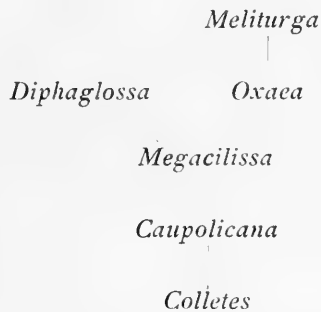 Meliturga
Diphaglossa Oxaea
Megacilissa
Caupolicana
Colletes